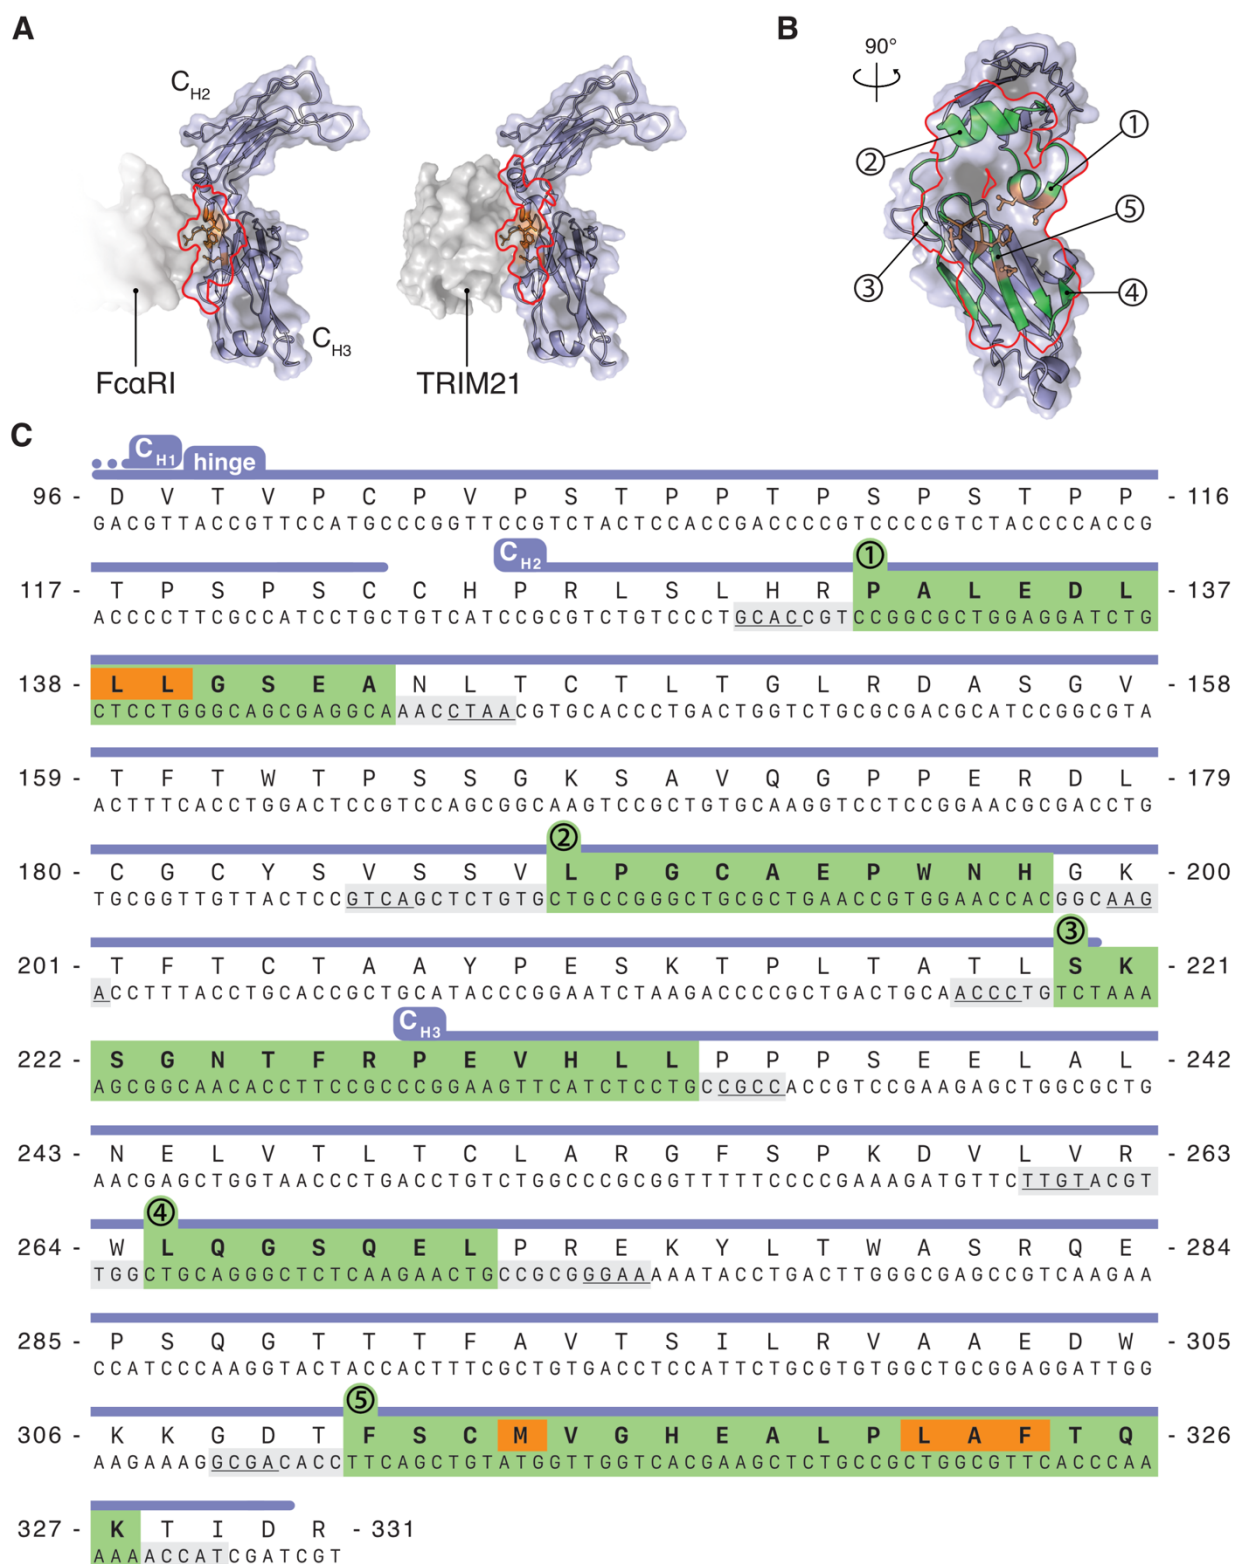 A
B
C
CH2
CH3
FcαRI
TRIM21
90°
①
②
⑤
③
④
CH1 hinge
96 - D V T V P C P V P S T P P T P S P S T P P - 116
GACGTTACCGTTCCATGCCCGGTTCCGTCTACTCCACCGACCCCGTCCCCGTCTACCCCACCG
CH2 ①
117 - T P S P S C C H P R L S L H R P A L E D L - 137
ACCCCTTCGCCATCCTGCTGTCATCCGCGTCTGTCCCTGCACCGTCCGGCGCTGGAGGATCTG
138 - L L G S E A N L T C T L T G L R D A S G V - 158
CTCCTGGGCAGCGAGGCAAACCTAACGTGCACCCTGACTGGTCTGCGCGACGCATCCGGCGTA
159 - T F T W T P S S G K S A V Q G P P E R D L - 179
ACTTTCACCTGGACTCCGTCCAGCGGCAAGTCCGCTGTGCAAGGTCCTCCGGAACGCGACCTG
②
180 - C G C Y S V S S V L P G C A E P W N H G K - 200
TGCGGTTGTTACTCCGTCAGCTCTGTGCTGCCGGGCTGCGCTGAACCGTGGAACCACGGCAAG
③
201 - T F T C T A A Y P E S K T P L T A T L S K - 221
ACCTTTACCTGCACCGCTGCATACCCGGAATCTAAGACCCCGCTGACTGCAACCCTGTCTAAA
CH3
222 - S G N T F R P E V H L L P P P S E E L A L - 242
AGCGGCAACACCTTCCGCCCGGAAGTTCATCTCCTGCCGCCACCGTCCGAAGAGCTGGCGCTG
243 - N E L V T L T C L A R G F S P K D V L V R - 263
AACGAGCTGGTAACCCTGACCTGTCTGGCCCGCGGTTTTTCCCCGAAAGATGTTCTTGTACGT
④
264 - W L Q G S Q E L P R E K Y L T W A S R Q E - 284
TGGCTGCAGGGCTCTCAAGAACTGCCGCGGGAAAAATACCTGACTTGGGCGAGCCGTCAAGAA
285 - P S Q G T T T F A V T S I L R V A A E D W - 305
CCATCCCAAGGTACTACCACTTTCGCTGTGACCTCCATTCTGCGTGTGGCTGCGGAGGATTGG
⑤
306 - K K G D T F S C M V G H E A L P L A F T Q - 326
AAGAAAGGCGACACCTTCAGCTGTATGGTTGGTCACGAAGCTCTGCCGCTGGCGTTCACCCAA
327 - K T I D R - 331
AAAACCATCGATCGT